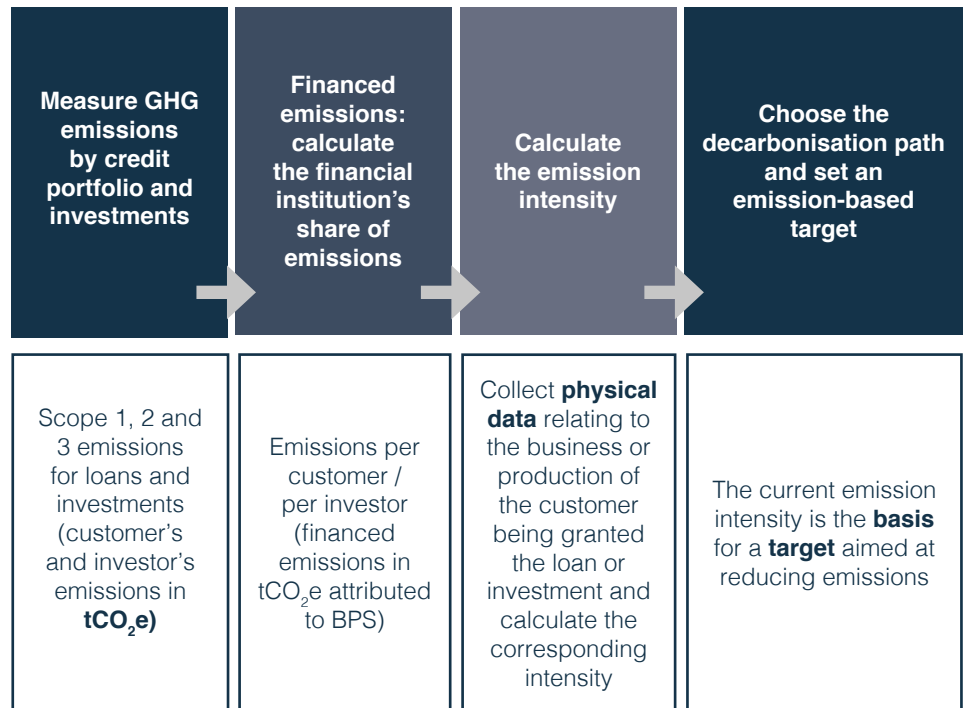 Measure GHG
emissions
by credit
portfolio and
investments
Financed
emissions:
calculate
the financial
institution’s
share of
emissions
Calculate
the emission
intensity
Choose the
decarbonisation path
and set an
emission-based
target
Scope 1, 2 and
3 emissions
for loans and
investments
(customer’s
and investor’s
emissions in
tCO₂e)
Emissions per
customer /
per investor
(financed
emissions in
tCO₂e attributed
to BPS)
Collect physical
data relating to
the business or
production of
the customer
being granted
the loan or
investment and
calculate the
corresponding
intensity
The current emission
intensity is the basis
for a target aimed at
reducing emissions